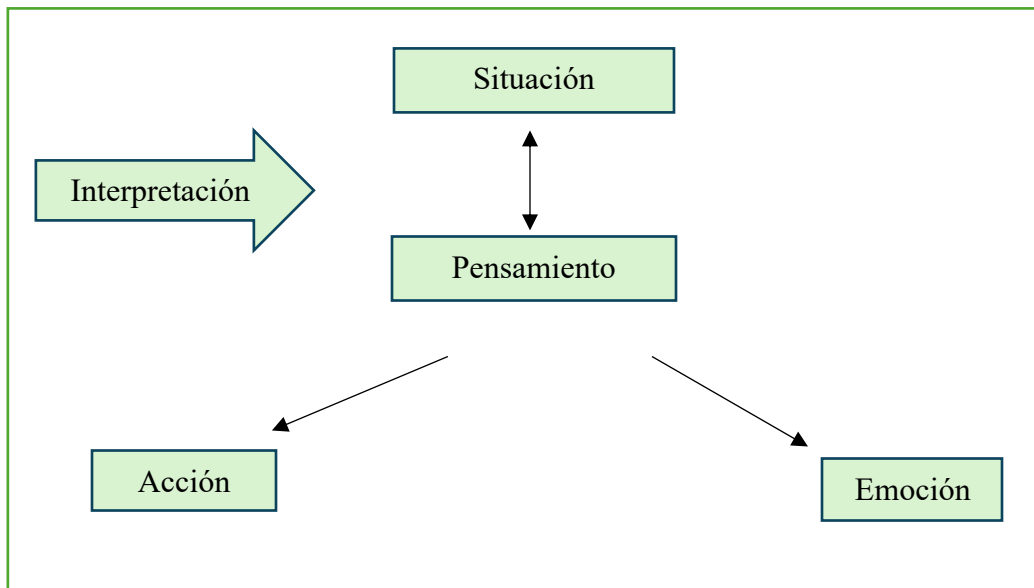 Situación
Interpretación
Pensamiento
Acción
Emoción